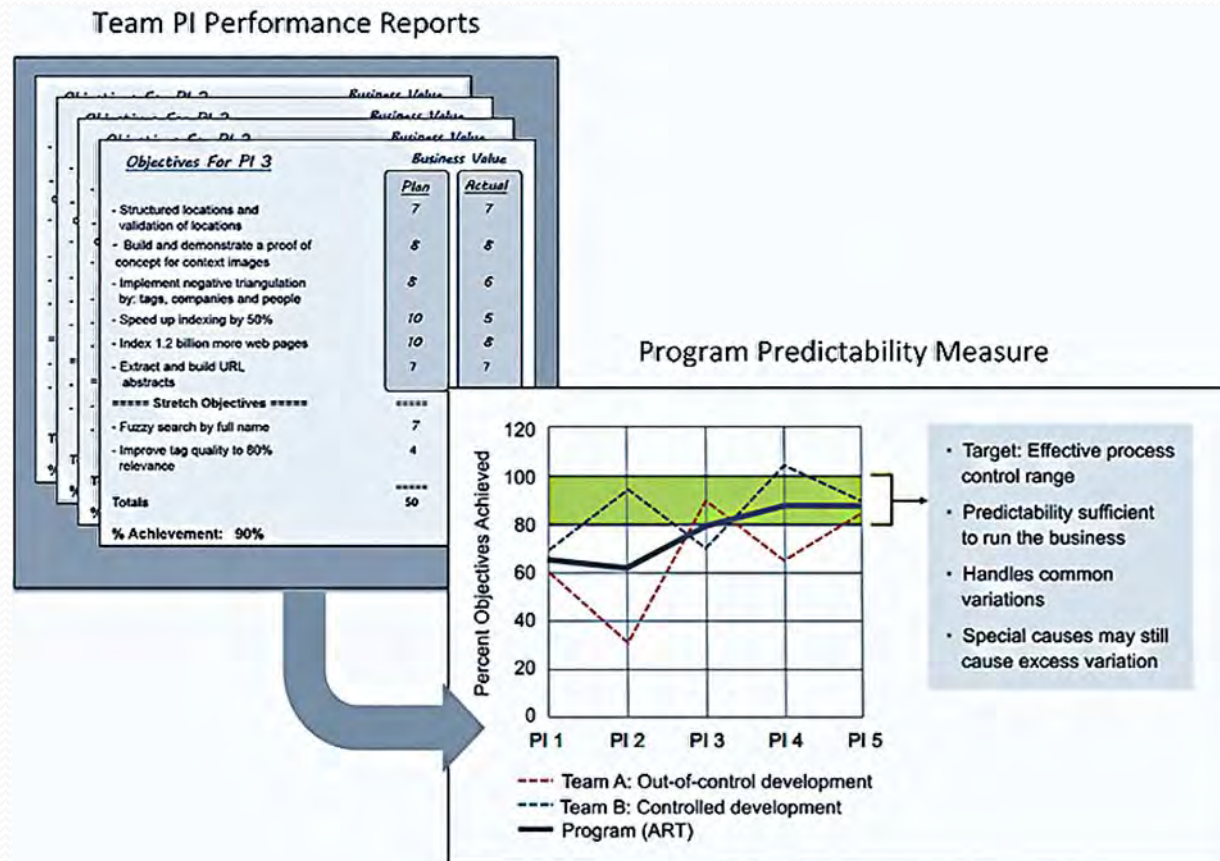 Team PI Performance Reports
Objectives For PI 3
Business Value
Plan
Actual
- Structured locations and
validation of locations
7
7
- Build and demonstrate a proof of
concept for context images
8
8
- Implement negative triangulation
by: tags, companies and people
8
6
- Speed up indexing by 50%
10
5
- Index 1.2 billion more web pages
10
8
- Extract and build URL
abstracts
7
7
===== Stretch Objectives =====
=====
- Fuzzy search by full name
7
- Improve tag quality to 80%
relevance
4
=====
Totals
50
% Achievement: 90%
Program Predictability Measure
Percent Objectives Achieved
120
100
80
60
40
20
0
PI 1
PI 2
PI 3
PI 4
PI 5
Team A: Out-of-control development
Team B: Controlled development
Program (ART)
• Target: Effective process
control range
• Predictability sufficient
to run the business
• Handles common
variations
• Special causes may still
cause excess variation